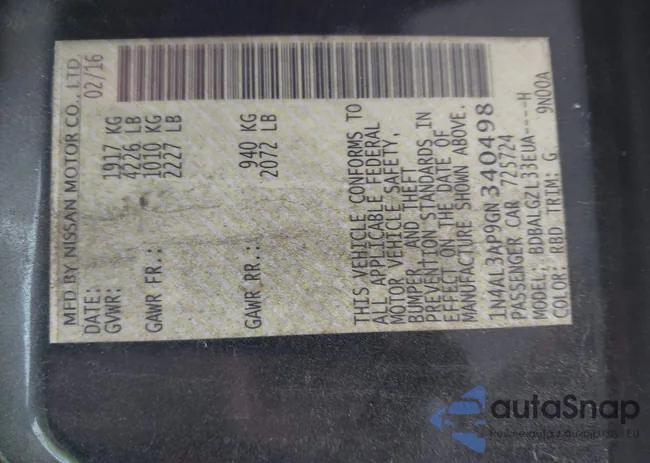 MFD BY NISSAN MOTOR CO., LTD
DATE: 02/16
GVWR: 1917 KG
4226 LB
GAWR FR.: 1010 KG
2227 LB
GAWR RR.: 940 KG
2072 LB
THIS VEHICLE CONFORMS TO
ALL APPLICABLE FEDERAL
MOTOR VEHICLE SAFETY,
BUMPER, AND THEFT
PREVENTION STANDARDS IN
EFFECT ON THE DATE OF
MANUFACTURE SHOWN ABOVE.
1N4AL3AP9GN340498
PASSENGER CAR 725724
MODEL: BDBALGZL33EUA----H
COLOR: RBD TRIM: G 9N00A
autaSnap